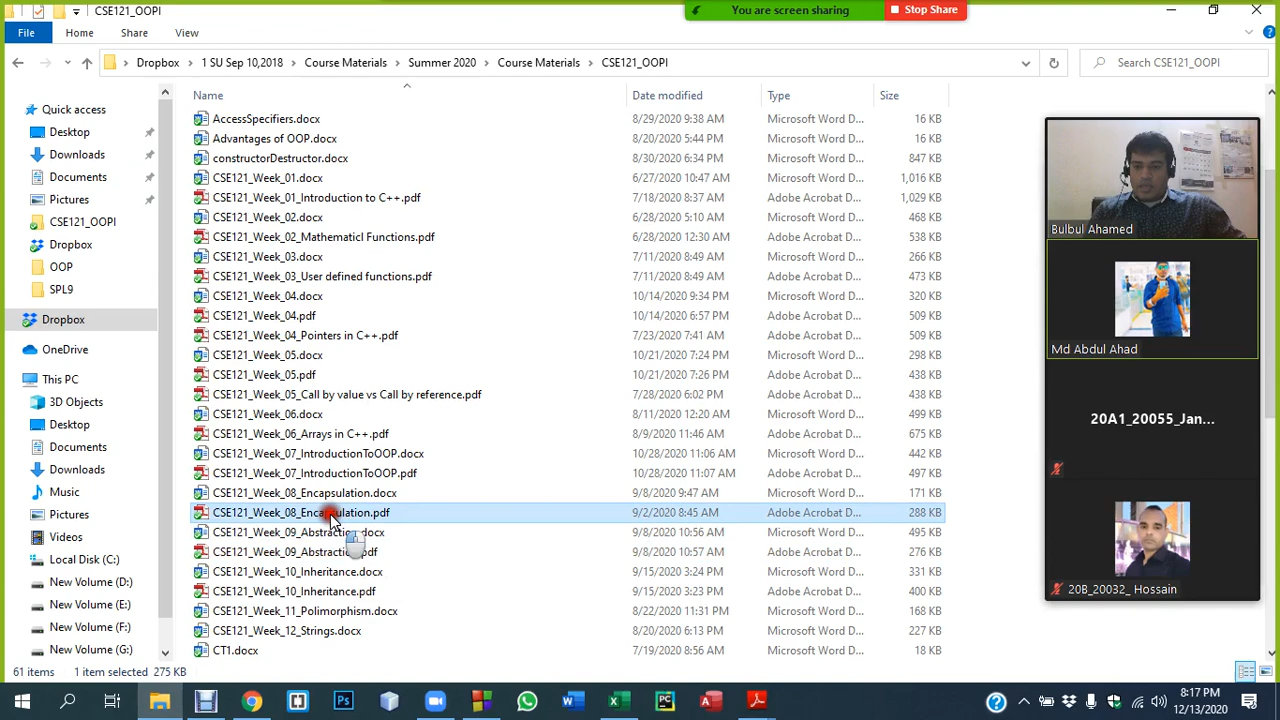 CSE121_OOPI
You are screen sharing
Stop Share
File
Home
Share
View
Dropbox
1 SU Sep 10,2018
Course Materials
Summer 2020
Course Materials
CSE121_OOPI
Search CSE121_OOPI
Name
Date modified
Type
Size
Quick access
Desktop
Downloads
Documents
Pictures
CSE121_OOPI
Dropbox
OOP
SPL9
Dropbox
OneDrive
This PC
3D Objects
Desktop
Documents
Downloads
Music
Pictures
Videos
Local Disk (C:)
New Volume (D:)
New Volume (E:)
New Volume (F:)
New Volume (G:)
AccessSpecifiers.docx 8/29/2020 9:38 AM Microsoft Word D... 16 KB
Advantages of OOP.docx 8/20/2020 5:44 PM Microsoft Word D... 16 KB
constructorDestructor.docx 8/30/2020 6:34 PM Microsoft Word D... 847 KB
CSE121_Week_01.docx 6/27/2020 10:47 AM Microsoft Word D... 1,016 KB
CSE121_Week_01_Introduction to C++.pdf 7/18/2020 8:37 AM Adobe Acrobat D... 1,029 KB
CSE121_Week_02.docx 6/28/2020 5:10 AM Microsoft Word D... 468 KB
CSE121_Week_02_Mathematicl Functions.pdf 6/28/2020 12:30 AM Adobe Acrobat D... 538 KB
CSE121_Week_03.docx 7/11/2020 8:49 AM Microsoft Word D... 266 KB
CSE121_Week_03_User defined functions.pdf 7/11/2020 8:49 AM Adobe Acrobat D... 473 KB
CSE121_Week_04.docx 10/14/2020 9:34 PM Microsoft Word D... 320 KB
CSE121_Week_04.pdf 10/14/2020 6:57 PM Adobe Acrobat D... 509 KB
CSE121_Week_04_Pointers in C++.pdf 7/23/2020 7:41 AM Adobe Acrobat D... 509 KB
CSE121_Week_05.docx 10/21/2020 7:24 PM Microsoft Word D... 298 KB
CSE121_Week_05.pdf 10/21/2020 7:26 PM Adobe Acrobat D... 438 KB
CSE121_Week_05_Call by value vs Call by reference.pdf 7/28/2020 6:02 PM Adobe Acrobat D... 438 KB
CSE121_Week_06.docx 8/11/2020 12:20 AM Microsoft Word D... 499 KB
CSE121_Week_06_Arrays in C++.pdf 8/9/2020 11:46 AM Adobe Acrobat D... 675 KB
CSE121_Week_07_IntroductionToOOP.docx 10/28/2020 11:06 AM Microsoft Word D... 442 KB
CSE121_Week_07_IntroductionToOOP.pdf 10/28/2020 11:07 AM Adobe Acrobat D... 497 KB
CSE121_Week_08_Encapsulation.docx 9/8/2020 9:47 AM Microsoft Word D... 171 KB
CSE121_Week_08_Encapsulation.pdf 9/2/2020 8:45 AM Adobe Acrobat D... 288 KB
CSE121_Week_09_Abstraction.docx 9/8/2020 10:56 AM Microsoft Word D... 495 KB
CSE121_Week_09_Abstraction.pdf 9/8/2020 10:57 AM Adobe Acrobat D... 276 KB
CSE121_Week_10_Inheritance.docx 9/15/2020 3:24 PM Microsoft Word D... 331 KB
CSE121_Week_10_Inheritance.pdf 9/15/2020 3:23 PM Adobe Acrobat D... 400 KB
CSE121_Week_11_Polimorphism.docx 8/22/2020 11:31 PM Microsoft Word D... 168 KB
CSE121_Week_12_Strings.docx 8/20/2020 6:13 PM Microsoft Word D... 227 KB
CT1.docx 7/19/2020 8:56 AM Microsoft Word D... 18 KB
Bulbul Ahamed
Md Abdul Ahad
20A1_20055_Jan...
20B_20032_ Hossain
61 items
1 item selected 275 KB
8:17 PM
12/13/2020